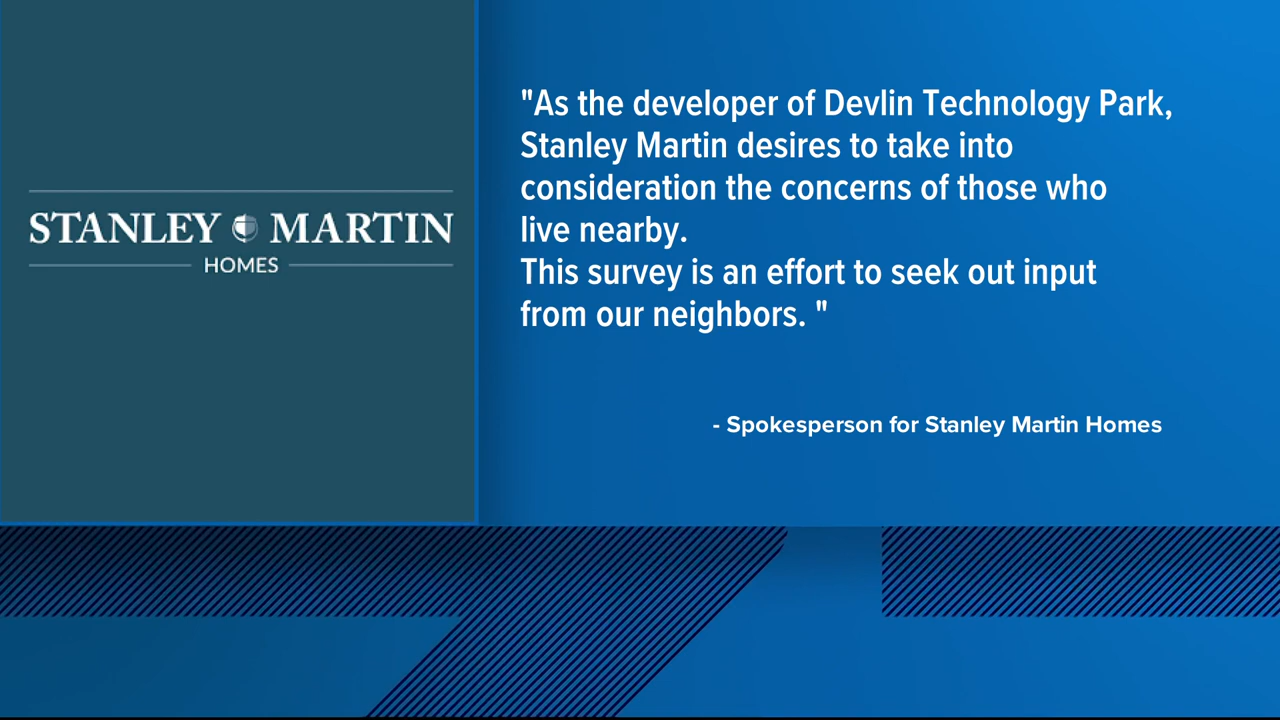 STANLEY MARTIN
HOMES
"As the developer of Devlin Technology Park,
Stanley Martin desires to take into
consideration the concerns of those who
live nearby.
This survey is an effort to seek out input
from our neighbors. "
- Spokesperson for Stanley Martin Homes